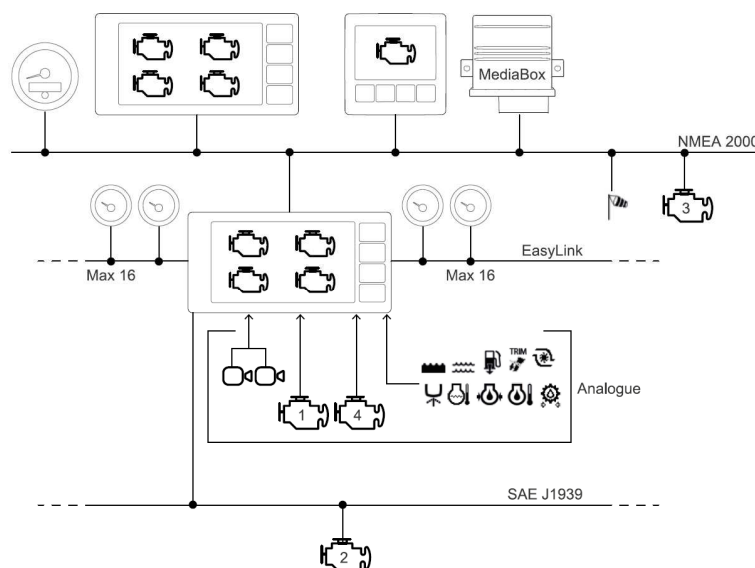 MediaBox
NMEA 2000
3
EasyLink
Max 16
Max 16
TRIM
1
4
Analogue
SAE J1939
2